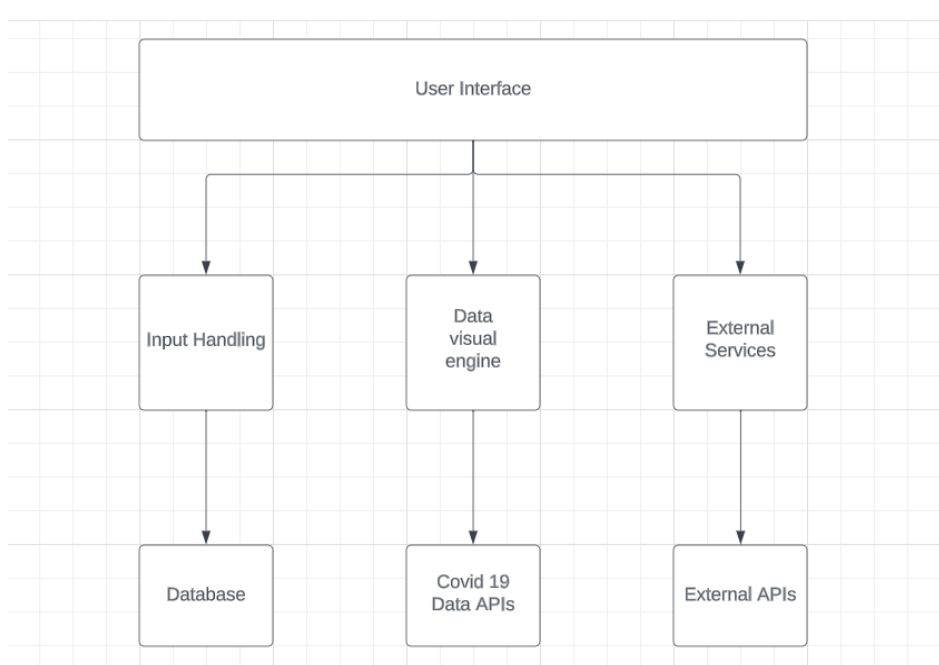 User Interface
Input Handling
Data
visual
engine
External
Services
Database
Covid 19
Data APIs
External APIs